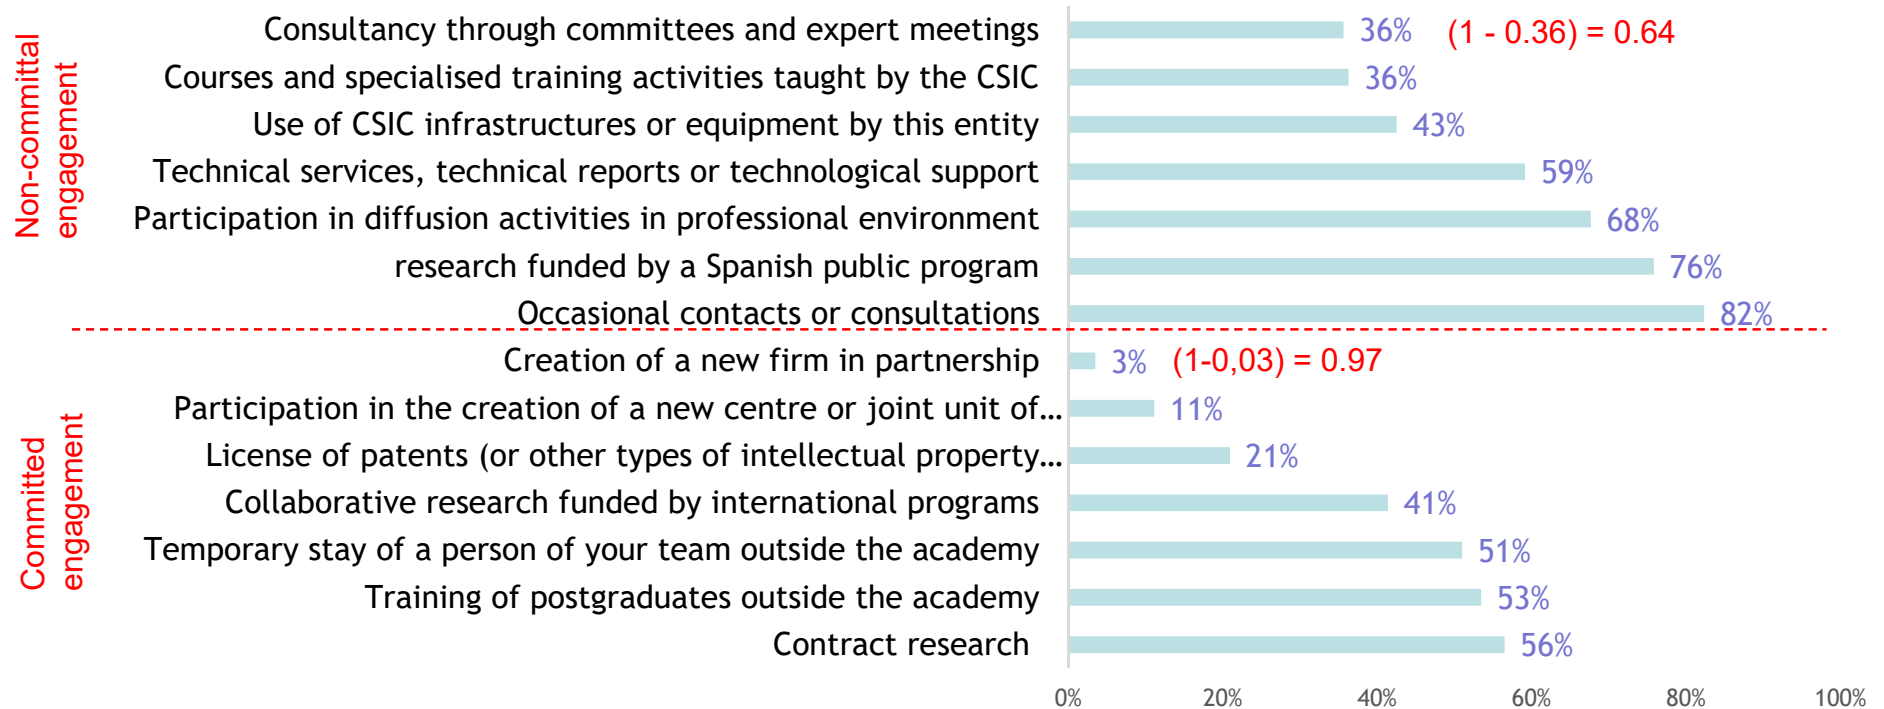 Non-committal
engagement
Consultancy through committees and expert meetings 36% (1 - 0.36) = 0.64
Courses and specialised training activities taught by the CSIC 36%
Use of CSIC infrastructures or equipment by this entity 43%
Technical services, technical reports or technological support 59%
Participation in diffusion activities in professional environment 68%
research funded by a Spanish public program 76%
Occasional contacts or consultations 82%
Committed
engagement
Creation of a new firm in partnership 3% (1-0,03) = 0.97
Participation in the creation of a new centre or joint unit of… 11%
License of patents (or other types of intellectual property… 21%
Collaborative research funded by international programs 41%
Temporary stay of a person of your team outside the academy 51%
Training of postgraduates outside the academy 53%
Contract research 56%
0% 20% 40% 60% 80% 100%